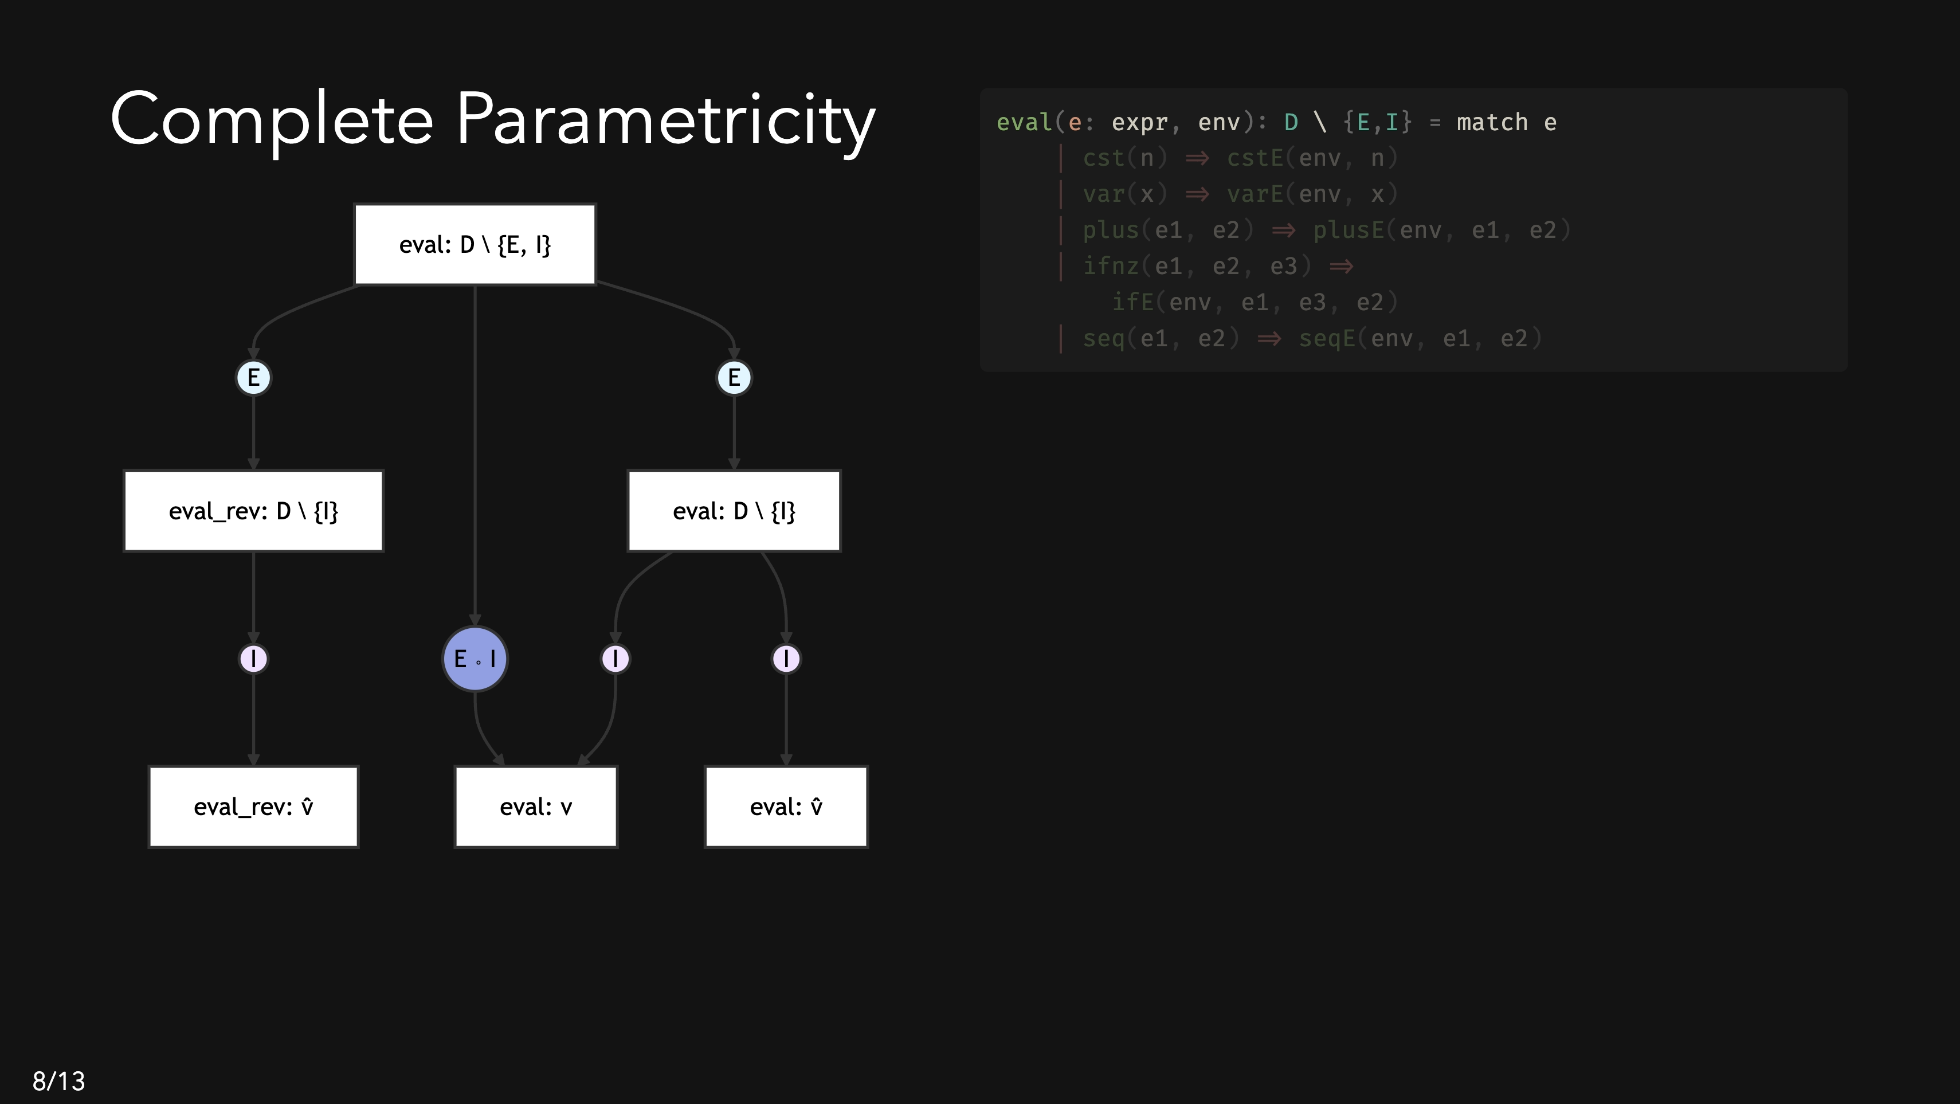 Complete Parametricity
eval: D \ {E, I}
E
E
eval_rev: D \ {I}
eval: D \ {I}
I
E ∘ I
I
I
eval_rev: v̂
eval: v
eval: v̂
eval(e: expr, env): D \ {E,I} = match e
| cst(n) ⇒ cstE(env, n)
| var(x) ⇒ varE(env, x)
| plus(e1, e2) ⇒ plusE(env, e1, e2)
| ifnz(e1, e2, e3) ⇒
ifE(env, e1, e3, e2)
| seq(e1, e2) ⇒ seqE(env, e1, e2)
8/13